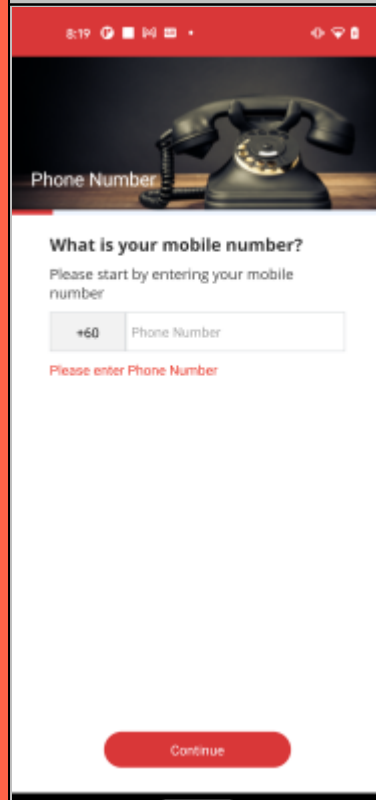 8:19
Phone Number
What is your mobile number?
Please start by entering your mobile
number
+60 Phone Number
Please enter Phone Number
Continue